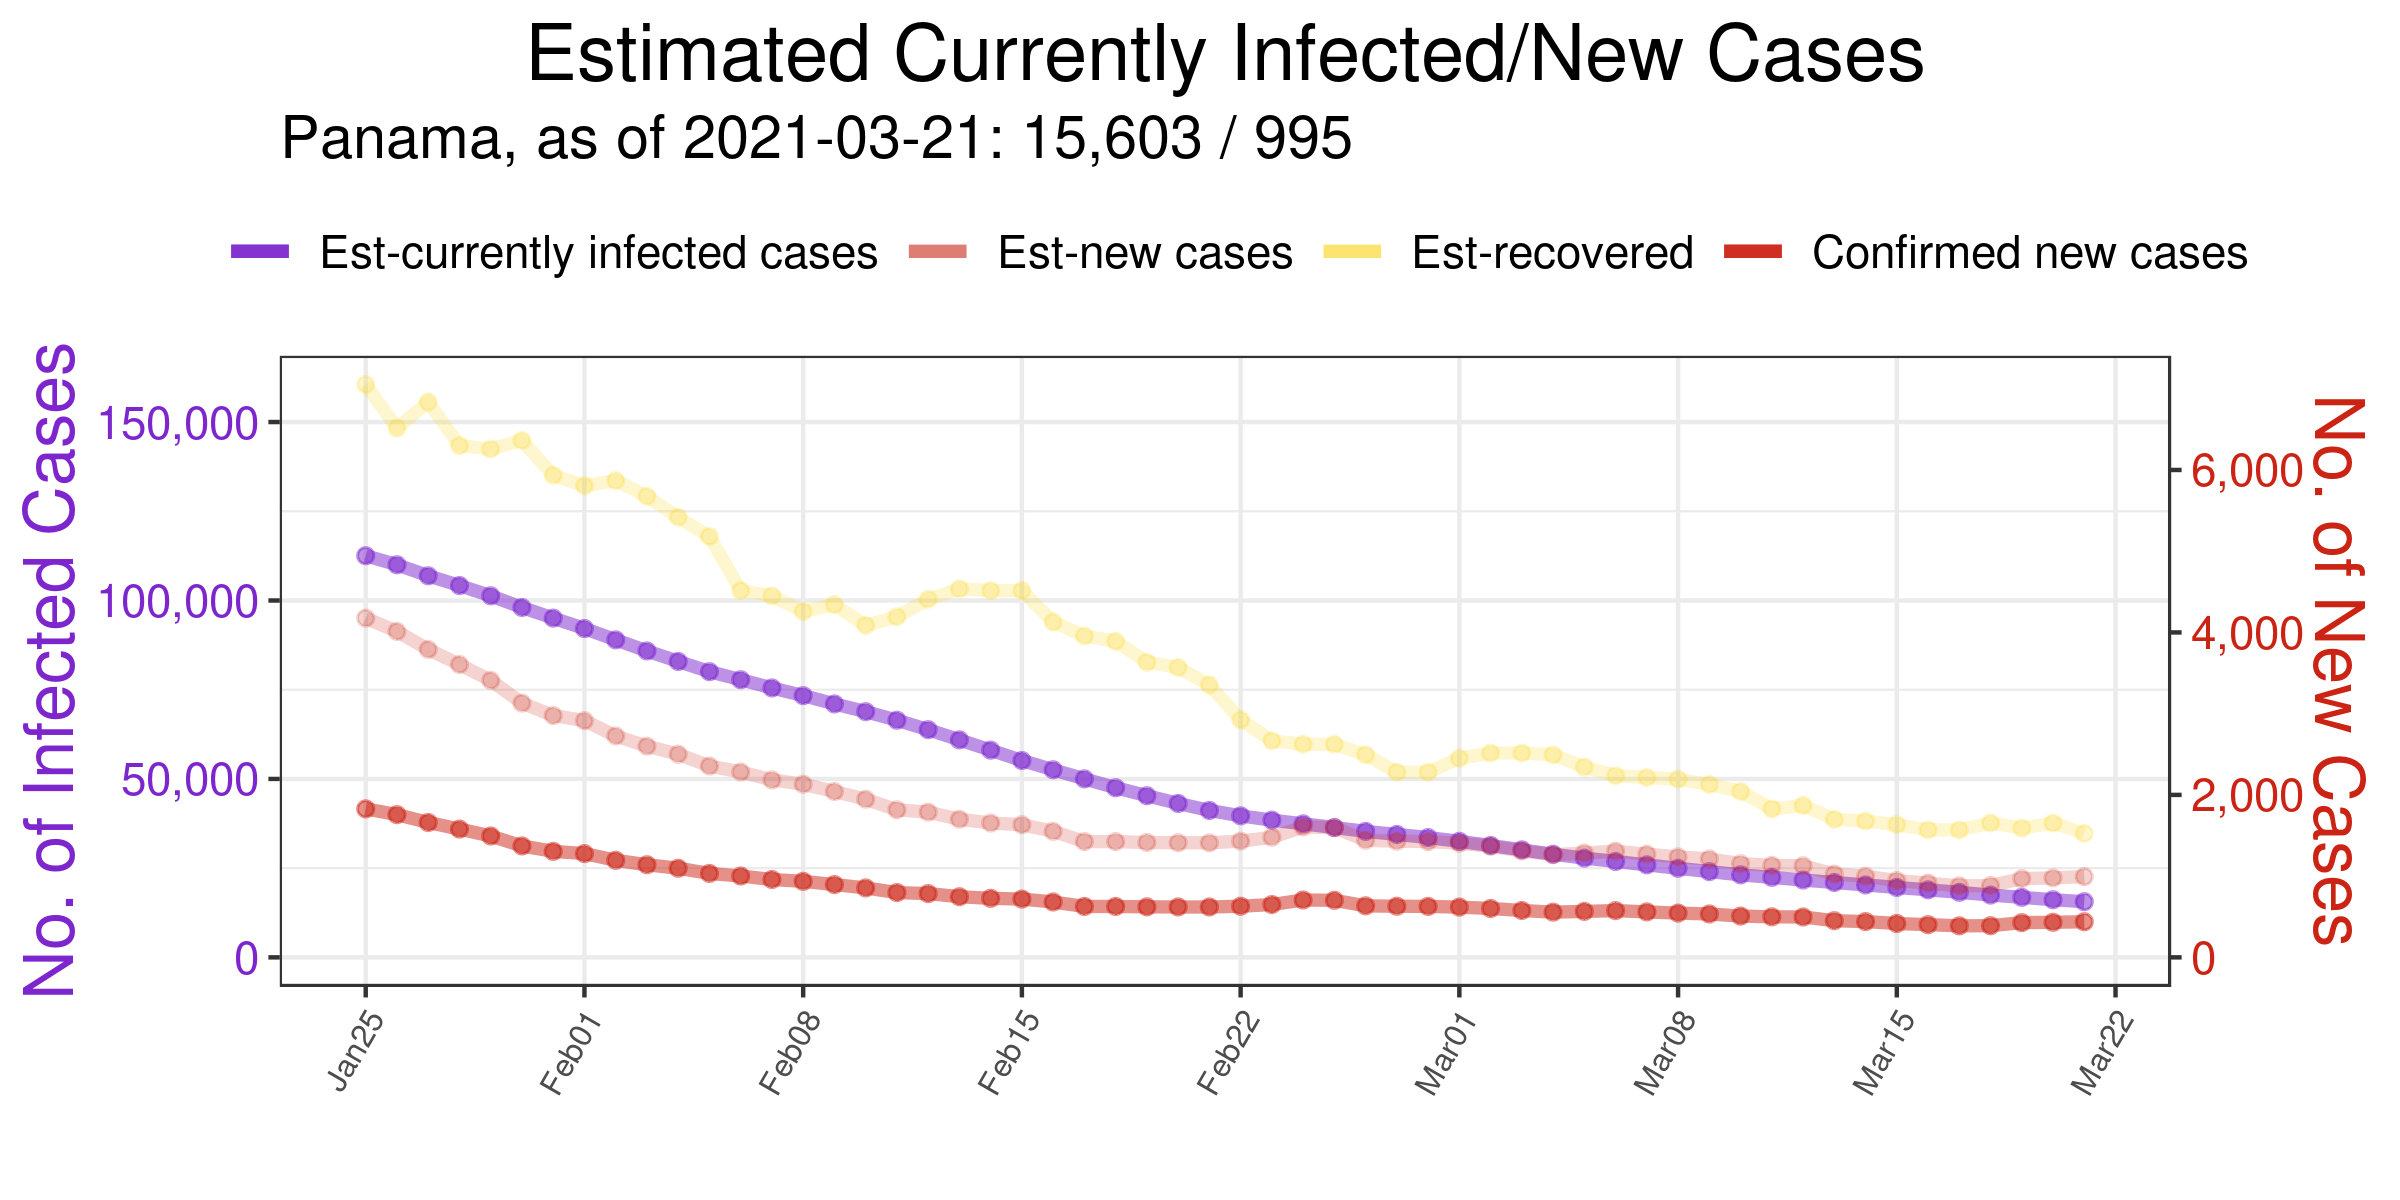 Estimated Currently Infected/New Cases
Panama, as of 2021-03-21: 15,603 / 995
Est-currently infected cases Est-new cases Est-recovered Confirmed new cases
No. of Infected Cases
150,000
100,000
50,000
0
6,000
4,000
2,000
0
No. of New Cases
Jan25 Feb01 Feb08 Feb15 Feb22 Mar01 Mar08 Mar15 Mar22